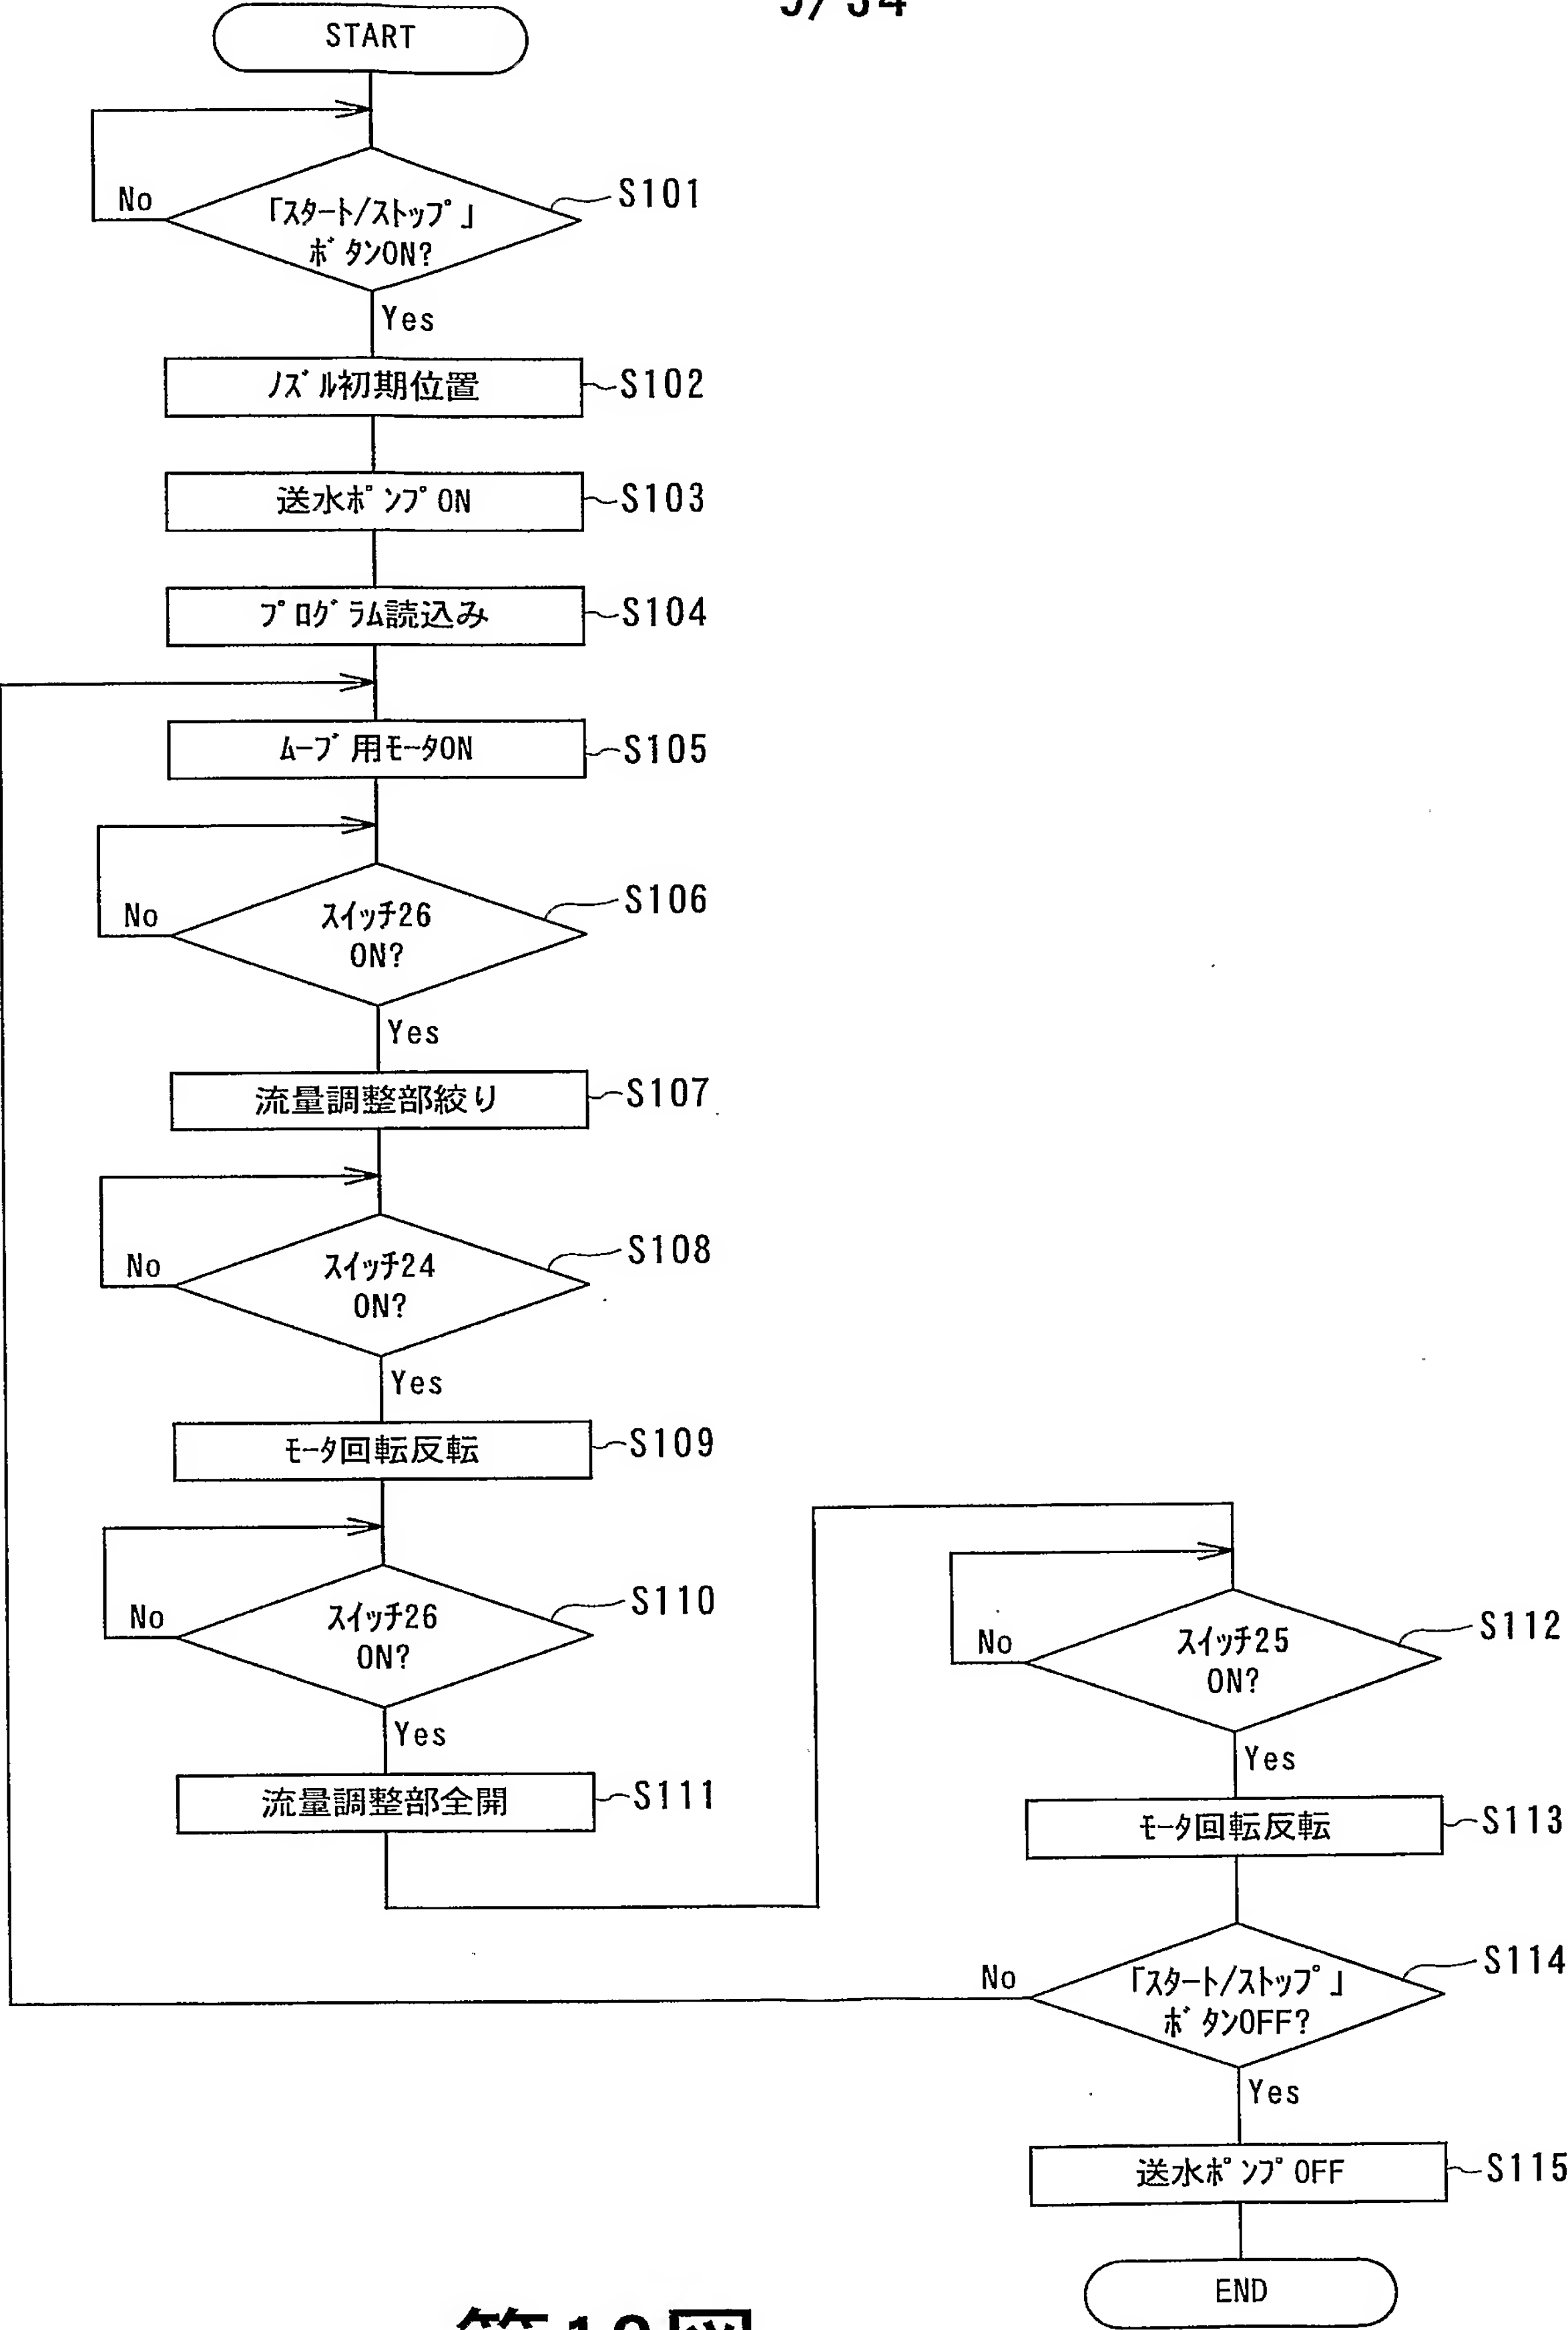 START
「スタート/ストップ」
ボタンON?
No
S101
Yes
ノズル初期位置
S102
送水ポンプON
S103
プログラム読込み
S104
ムーブ用モータON
S105
スイッチ26
ON?
No
S106
Yes
流量調整部絞り
S107
スイッチ24
ON?
No
S108
Yes
モータ回転反転
S109
スイッチ26
ON?
No
S110
Yes
流量調整部全開
S111
スイッチ25
ON?
No
S112
Yes
モータ回転反転
S113
「スタート/ストップ」
ボタンOFF?
No
S114
Yes
送水ポンプOFF
S115
END